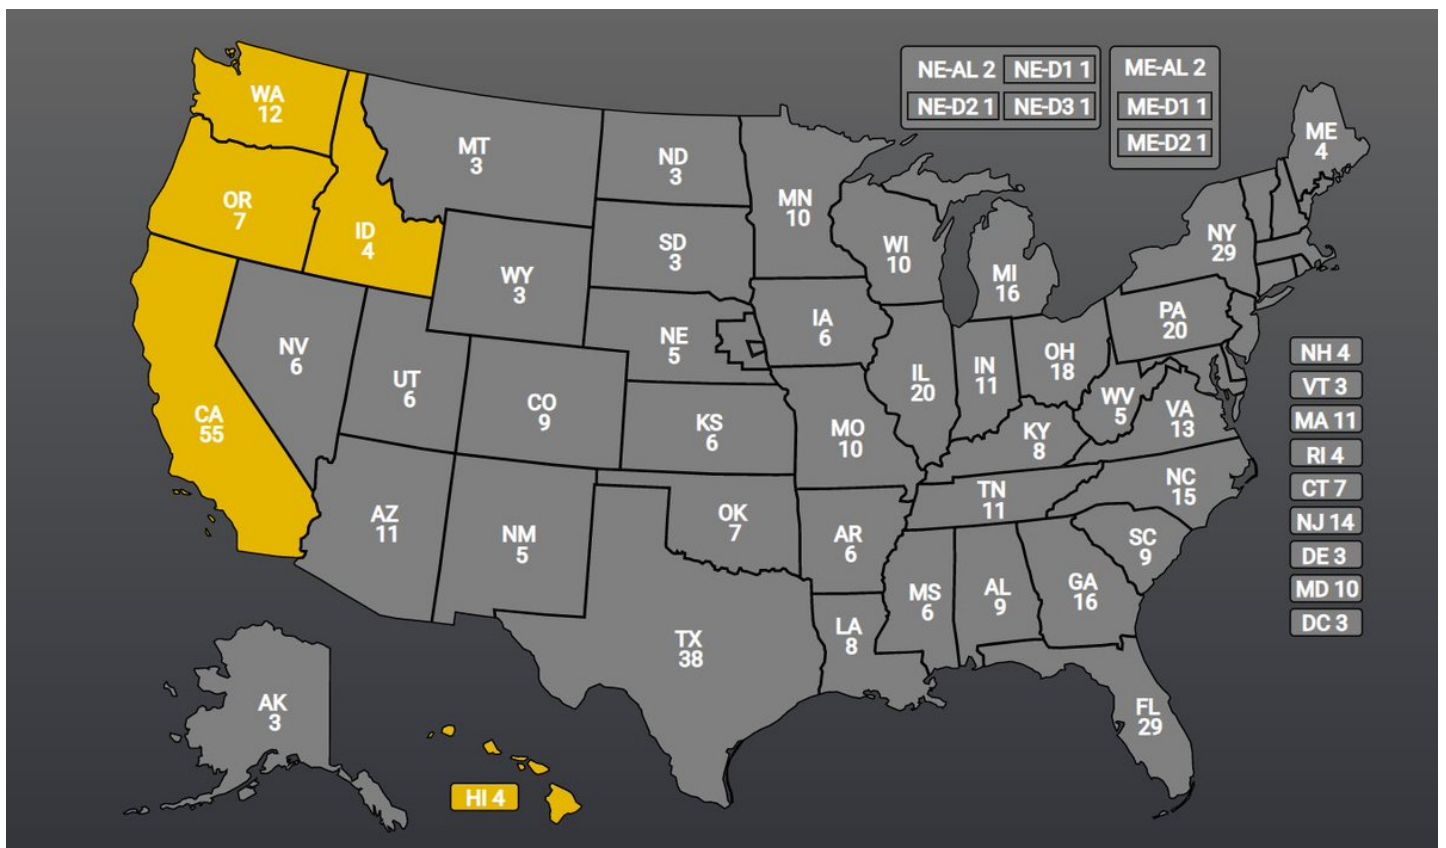 NE-AL 2
NE-D1 1
NE-D2 1
NE-D3 1
ME-AL 2
ME-D1 1
ME-D2 1
WA
12
OR
7
ID
4
MT
3
ND
3
MN
10
WI
10
MI
16
NY
29
ME
4
SD
3
WY
3
NV
6
UT
6
CO
9
NE
5
IA
6
IL
20
IN
11
OH
18
PA
20
WV
5
VA
13
CA
55
KS
6
MO
10
KY
8
TN
11
NC
15
SC
9
AZ
11
NM
5
OK
7
AR
6
MS
6
AL
9
GA
16
TX
38
LA
8
FL
29
AK
3
HI 4
NH 4
VT 3
MA 11
RI 4
CT 7
NJ 14
DE 3
MD 10
DC 3